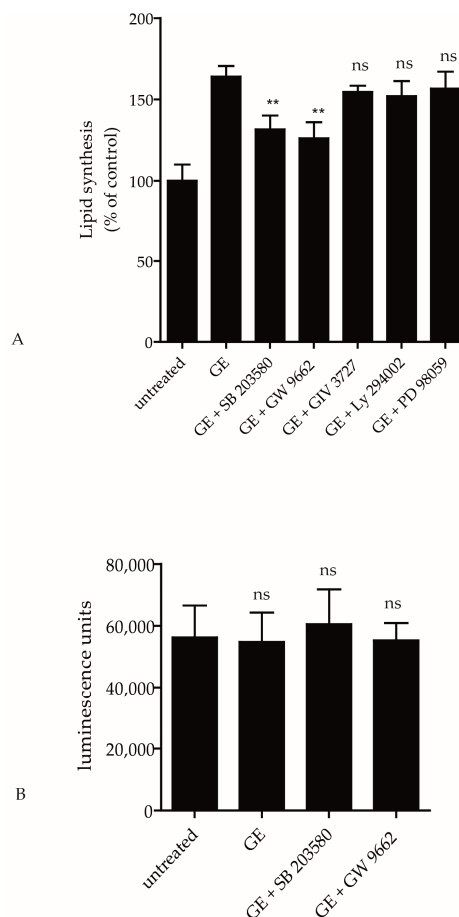 200
ns
ns
ns
150
**
**
100
50
0
Lipid synthesis
(% of control)
A
untreated
GE
GE + SB 203580
GE + GW 9662
GE + GIV 3727
GE + Ly 294002
GE + PD 98059
80,000
ns
ns
ns
60,000
40,000
20,000
0
luminescence units
B
untreated
GE
GE + SB 203580
GE + GW 9662